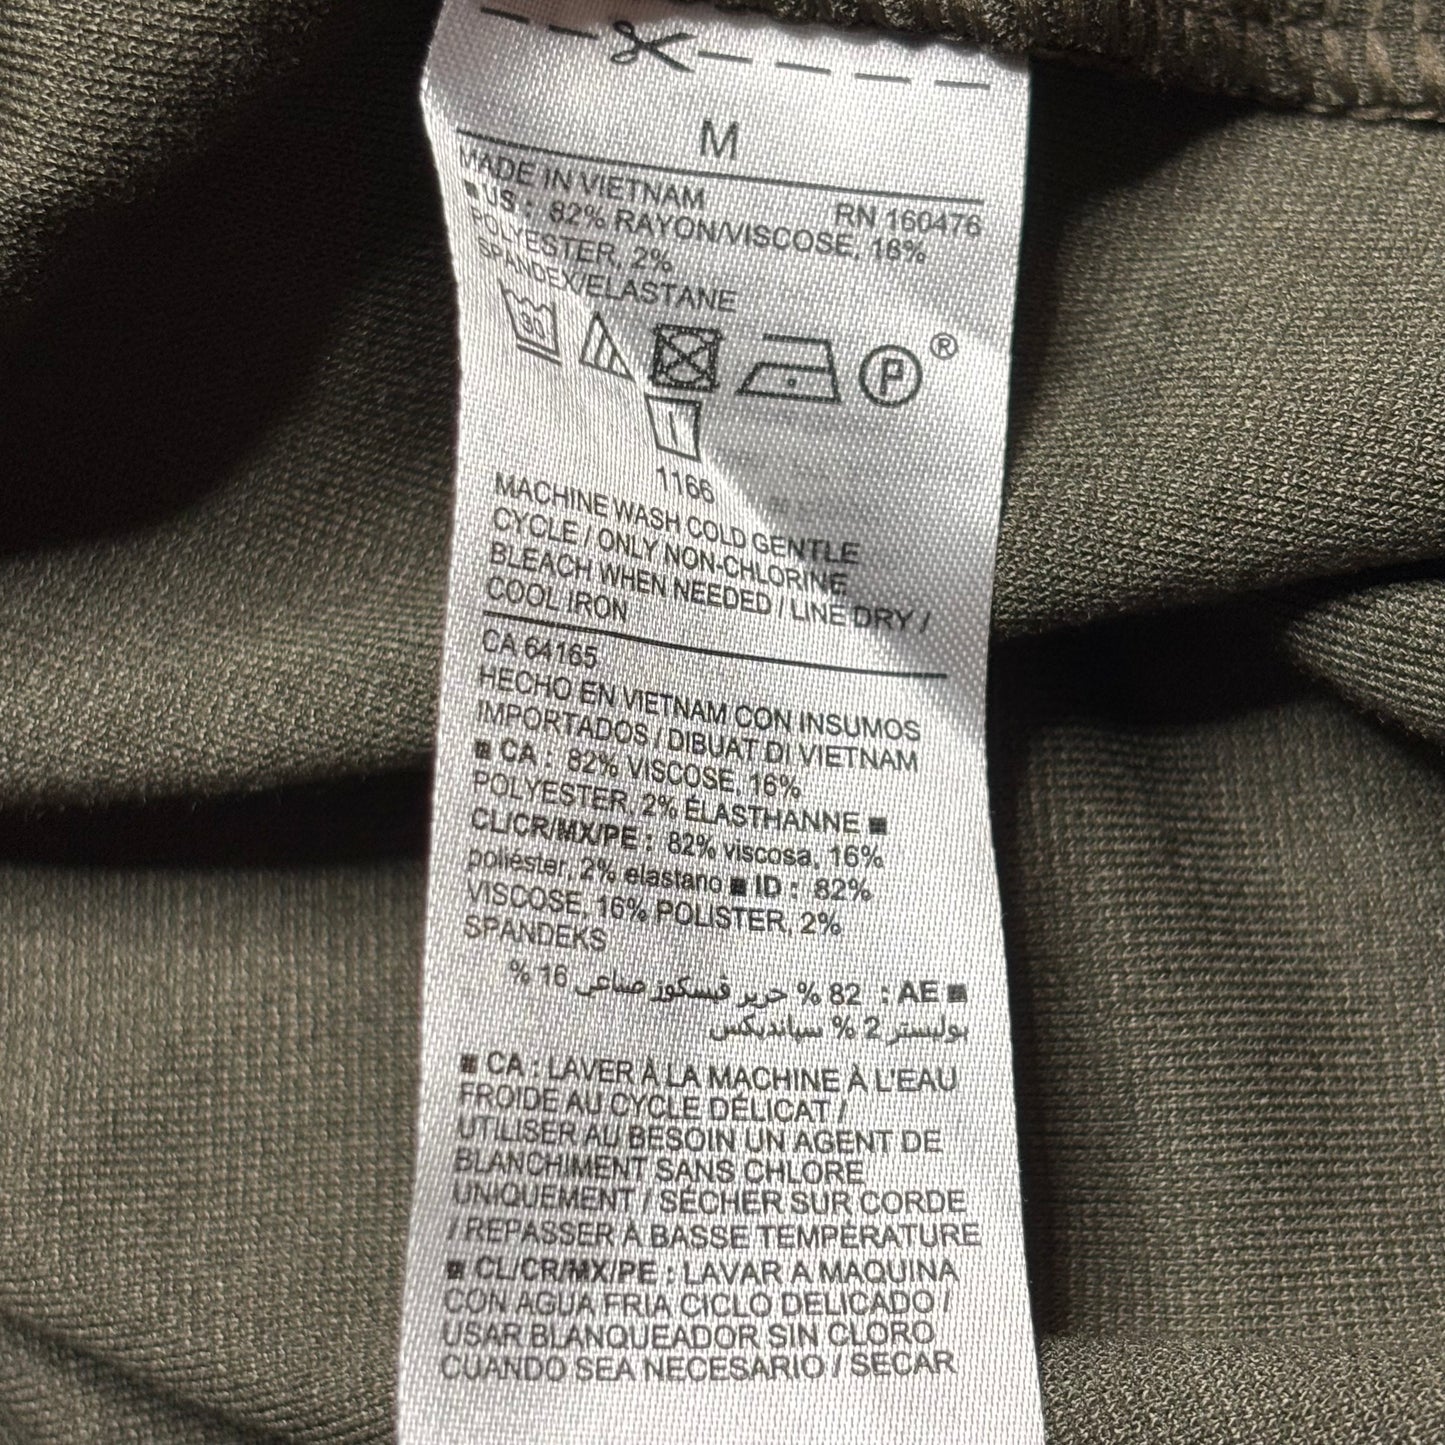 M
MADE IN VIETNAM RN 160476
■ US : 82% RAYON/VISCOSE, 16%
POLYESTER, 2%
SPANDEX/ELASTANE
30
P ®
1166
MACHINE WASH COLD GENTLE
CYCLE / ONLY NON-CHLORINE
BLEACH WHEN NEEDED / LINE DRY /
COOL IRON
CA 64165
HECHO EN VIETNAM CON INSUMOS
IMPORTADOS / DIBUAT DI VIETNAM
■ CA : 82% VISCOSE, 16%
POLYESTER, 2% ÉLASTHANNE ■
CL/CR/MX/PE : 82% viscosa, 16%
poliéster, 2% elastano ■ ID : 82%
VISCOSE, 16% POLISTER, 2%
SPANDEKS
■ AE : 82 % حرير فسكوز صناعى 16 %
بوليستر 2 % سباندیکس
■ CA : LAVER À LA MACHINE À L'EAU
FROIDE AU CYCLE DÉLICAT /
UTILISER AU BESOIN UN AGENT DE
BLANCHIMENT SANS CHLORE
UNIQUEMENT / SÉCHER SUR CORDE
/ REPASSER À BASSE TEMPÉRATURE
■ CL/CR/MX/PE : LAVAR A MAQUINA
CON AGUA FRIA CICLO DELICADO /
USAR BLANQUEADOR SIN CLORO
CUANDO SEA NECESARIO / SECAR